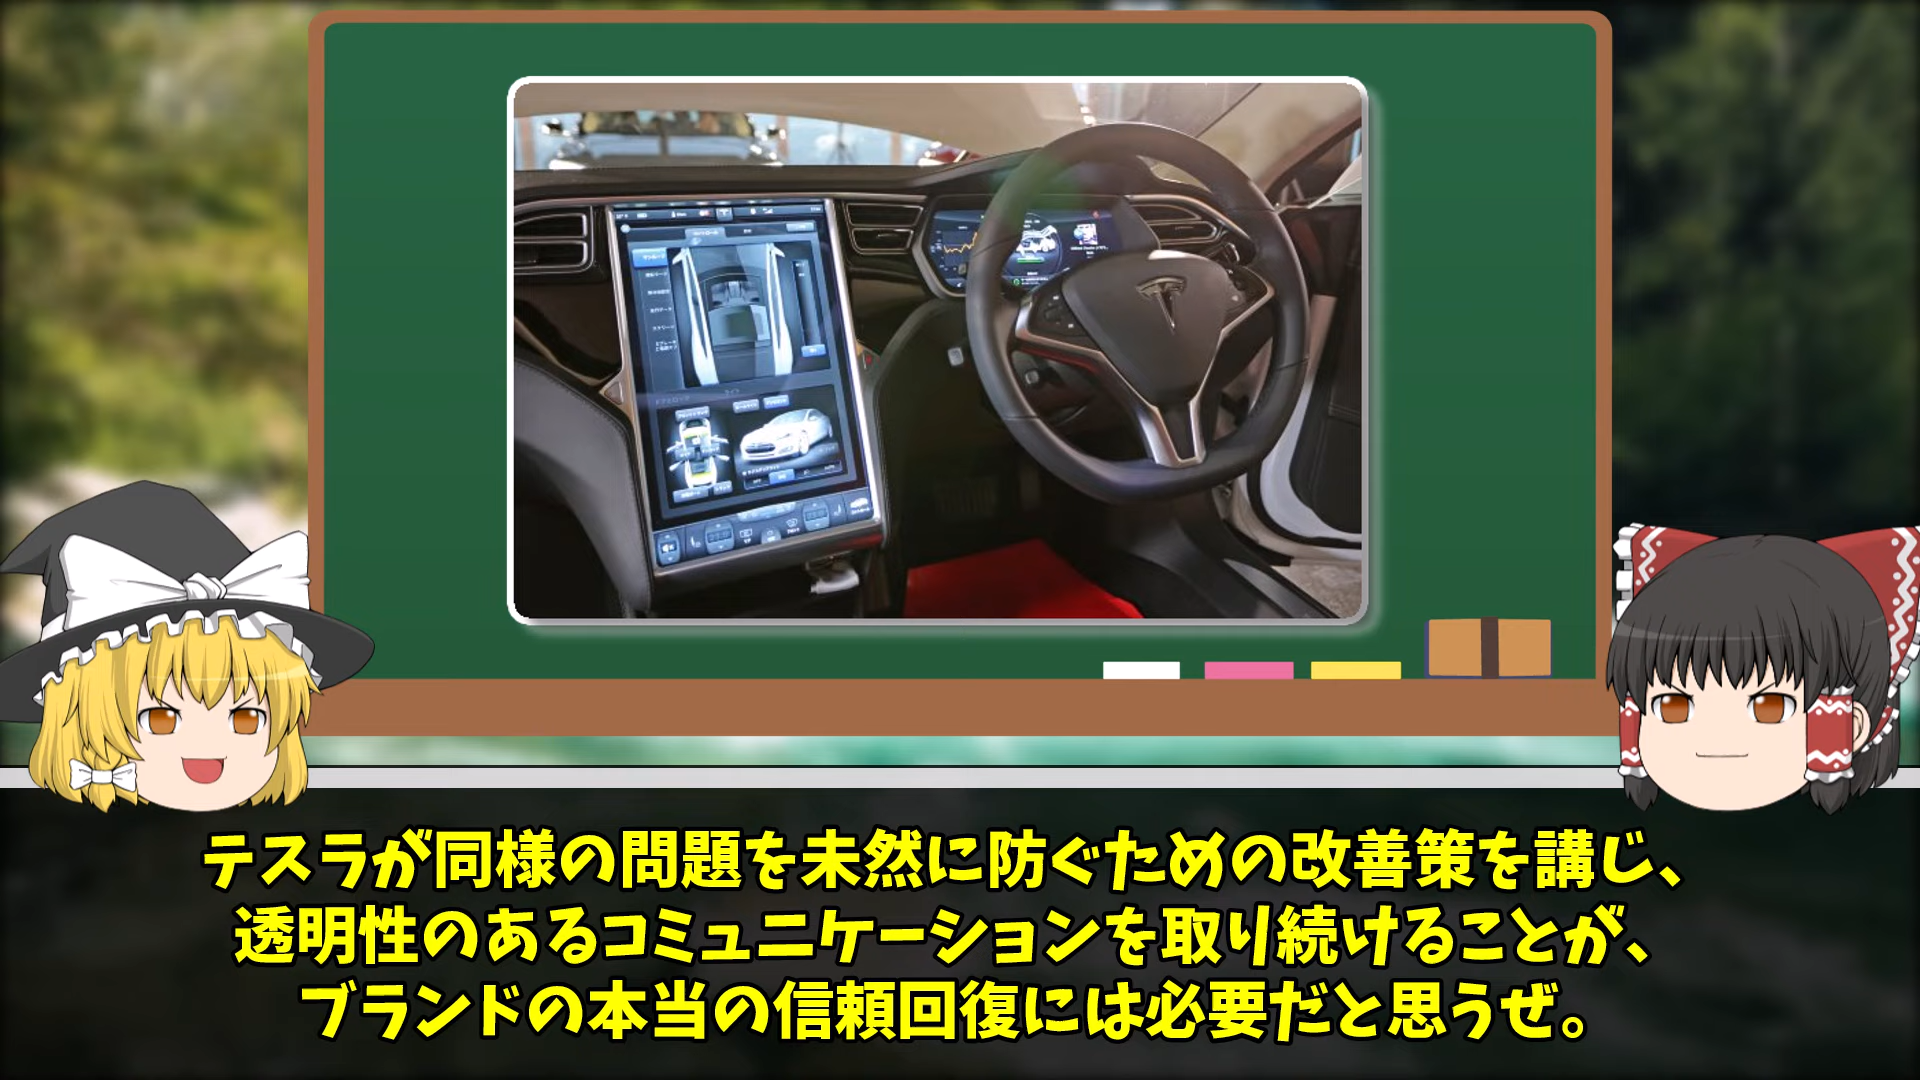 テスラが同様の問題を未然に防ぐための改善策を講じ、
透明性のあるコミュニケーションを取り続けることが、
ブランドの本当の信頼回復には必要だと思うぜ。